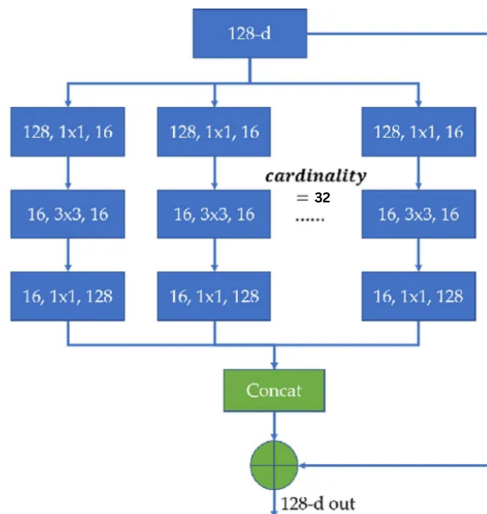 128-d
128, 1x1, 16
128, 1x1, 16
128, 1x1, 16
cardinality
= 32
......
16, 3x3, 16
16, 3x3, 16
16, 3x3, 16
16, 1x1, 128
16, 1x1, 128
16, 1x1, 128
Concat
128-d out